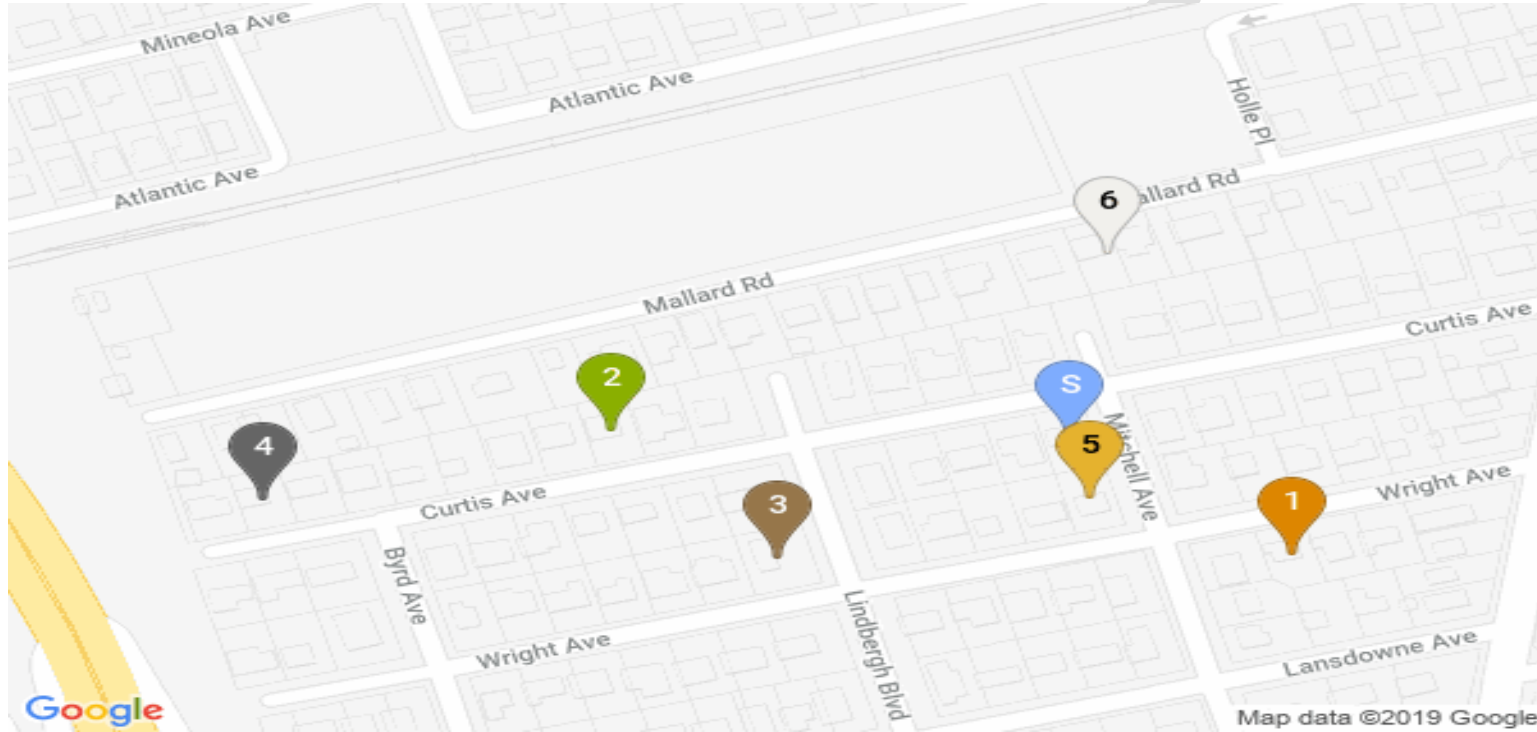 Mineola Ave
Atlantic Ave
Holle Pl
Atlantic Ave
6
allard Rd
Mallard Rd
Curtis Ave
2
S
4
Mitchell Ave
5
Curtis Ave
3
1
Wright Ave
Byrd Ave
Lindbergh Blvd
Wright Ave
Lansdowne Ave
Google
Map data ©2019 Google